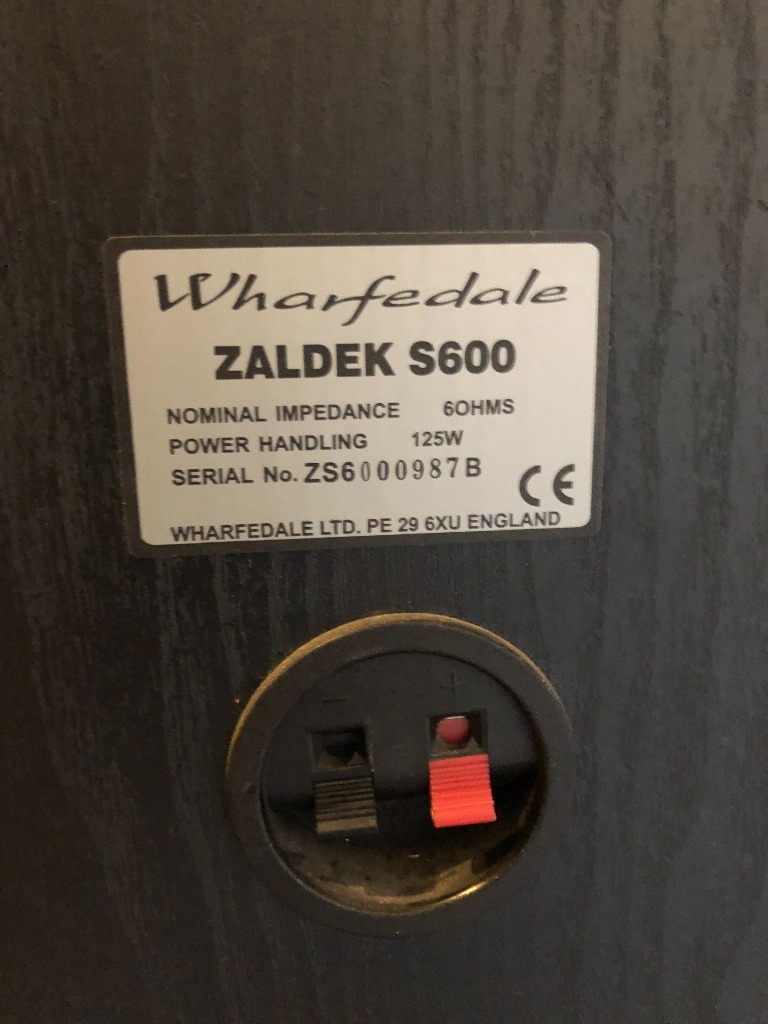 Wharfedale
ZALDEK S600
NOMINAL IMPEDANCE 6OHMS
POWER HANDLING 125W
SERIAL No. ZS6000987B
CE
WHARFEDALE LTD. PE 29 6XU ENGLAND
- +